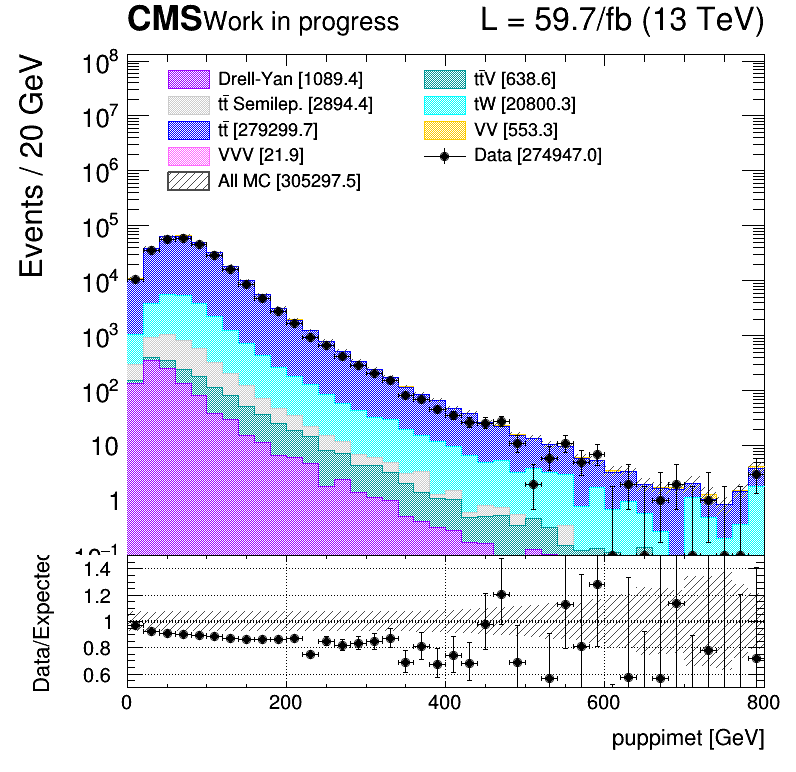 CMS Work in progress L = 59.7/fb (13 TeV)
Events / 20 GeV
10⁸
10⁷
10⁶
10⁵
10⁴
10³
10²
10
1
10⁻¹
Drell-Yan [1089.4]
tt̄V [638.6]
tt̄ Semilep. [2894.4]
tW [20800.3]
tt̄ [279299.7]
VV [553.3]
VVV [21.9]
Data [274947.0]
All MC [305297.5]
Data/Expected
1.4
1.2
1
0.8
0.6
0 200 400 600 800
puppimet [GeV]